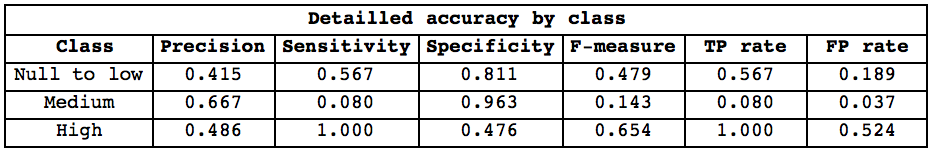 Detailled accuracy by class
Class Precision Sensitivity Specificity F-measure TP rate FP rate
Null to low 0.415 0.567 0.811 0.479 0.567 0.189
Medium 0.667 0.080 0.963 0.143 0.080 0.037
High 0.486 1.000 0.476 0.654 1.000 0.524